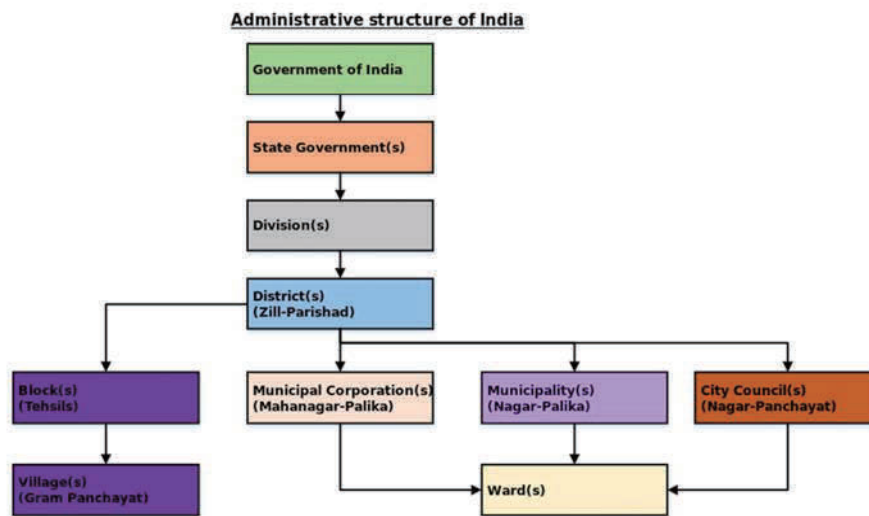 Administrative structure of India
Government of India
State Government(s)
Division(s)
District(s)
(Zill-Parishad)
Block(s)
(Tehsils)
Municipal Corporation(s)
(Mahanagar-Palika)
Municipality(s)
(Nagar-Palika)
City Council(s)
(Nagar-Panchayat)
Village(s)
(Gram Panchayat)
Ward(s)